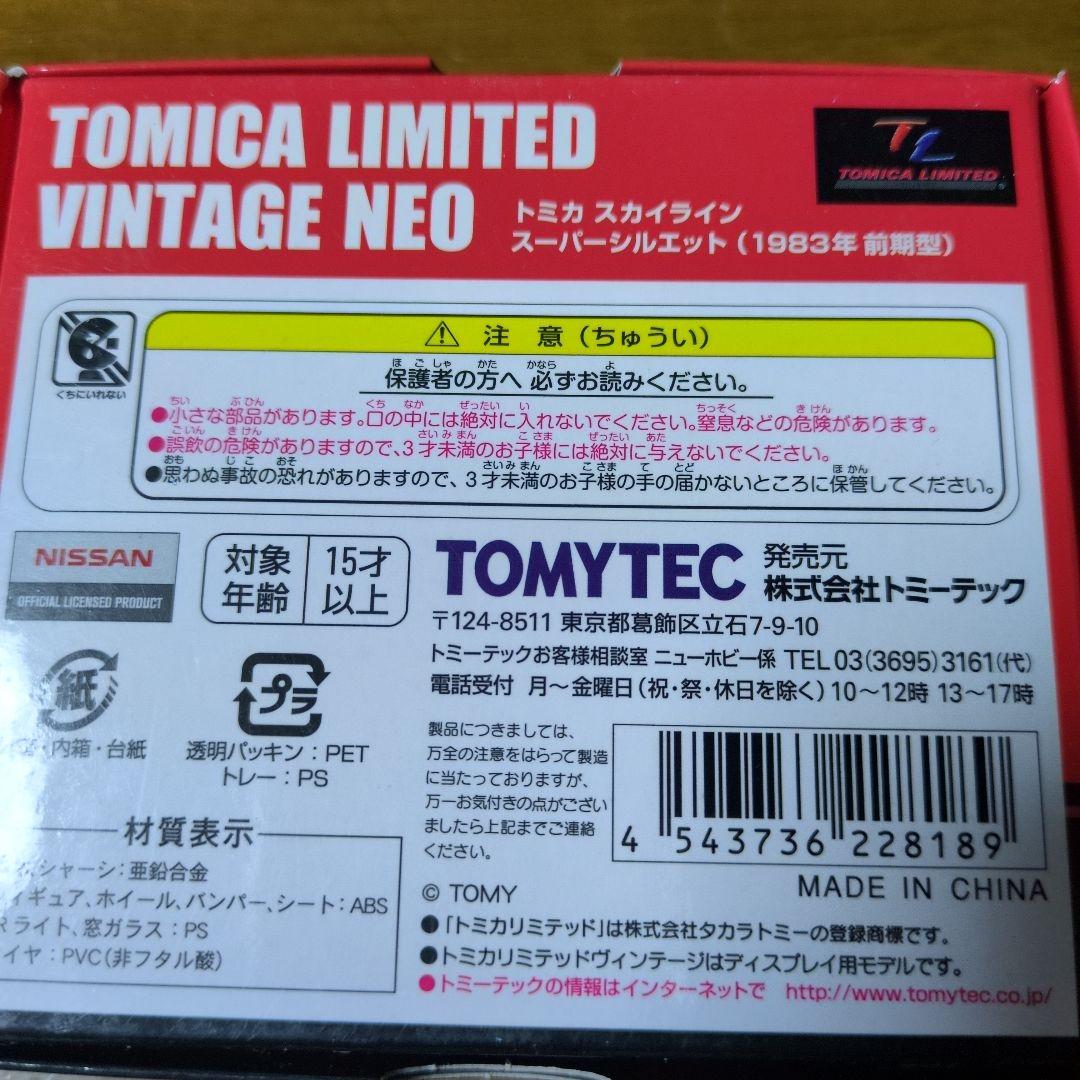 TOMICA LIMITED
VINTAGE NEO
トミカ スカイライン
スーパーシルエット（1983年 前期型）
TL
TOMICA LIMITED
くちにいれない
⚠ 注 意（ちゅうい）
保護者の方へ 必ずお読みください。
●小さな部品があります。口の中には絶対に入れないでください。窒息などの危険があります。
●誤飲の危険がありますので、3才未満のお子様には絶対に与えないでください。
●思わぬ事故の恐れがありますので、3才未満のお子様の手の届かないところに保管してください。
NISSAN
OFFICIAL LICENSED PRODUCT
対象年齢 15才以上
TOMYTEC 発売元 株式会社トミーテック
〒124-8511 東京都葛飾区立石7-9-10
トミーテックお客様相談室 ニューホビー係 TEL 03(3695)3161(代)
電話受付 月～金曜日(祝・祭・休日を除く) 10～12時 13～17時
紙
・内箱・台紙
プラ
透明パッキン：PET
トレー：PS
製品につきましては、
万全の注意をはらって製造
に当たっておりますが、
万一お気付きの点がござい
ましたら上記までご連絡
ください。
4 543736 228189
MADE IN CHINA
材質表示
シャーシ：亜鉛合金
ィギュア、ホイール、バンパー、シート：ABS
Rライト、窓ガラス：PS
イヤ：PVC(非フタル酸)
© TOMY
●「トミカリミテッド」は株式会社タカラトミーの登録商標です。
●トミカリミテッドヴィンテージはディスプレイ用モデルです。
●トミーテックの情報はインターネットで http://www.tomytec.co.jp/